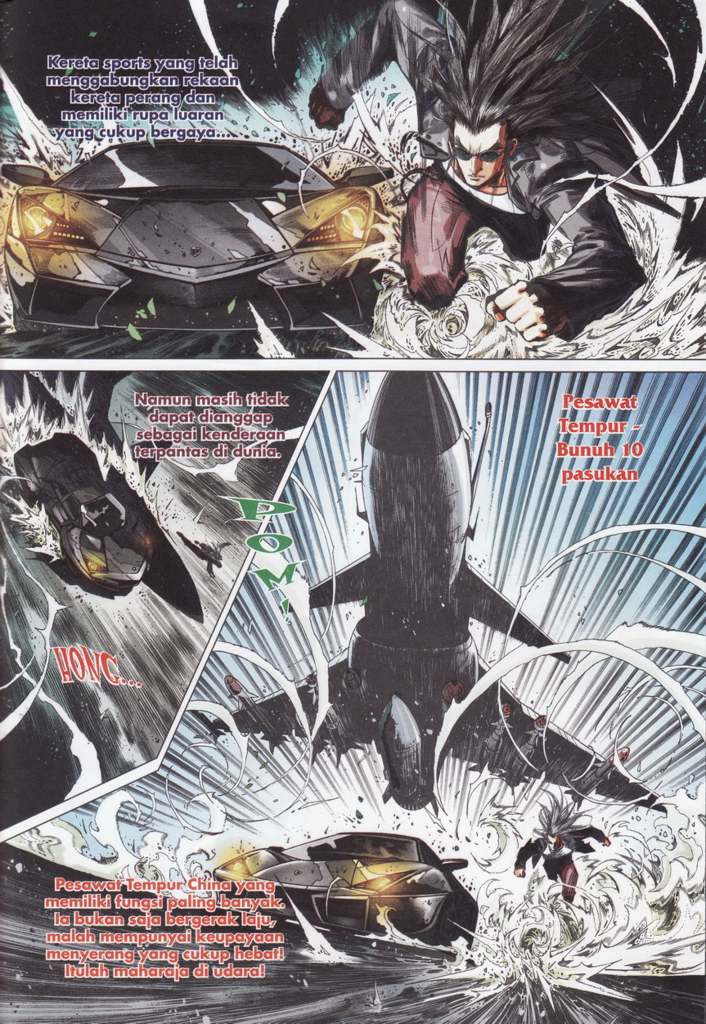 Kereta sports yang telah
menggabungkan rekaan
kereta perang dan
memiliki rupa luaran
yang cukup bergaya...
Namun masih tidak
dapat dianggap
sebagai kenderaan
terpantas di dunia.
Pesawat
Tempur -
Bunuh 10
pasukan
POM!
HONG...
Pesawat Tempur China yang
memiliki fungsi paling banyak.
Ia bukan saja bergerak laju,
malah mempunyai keupayaan
menyerang yang cukup hebat!
Itulah maharaja di udara!